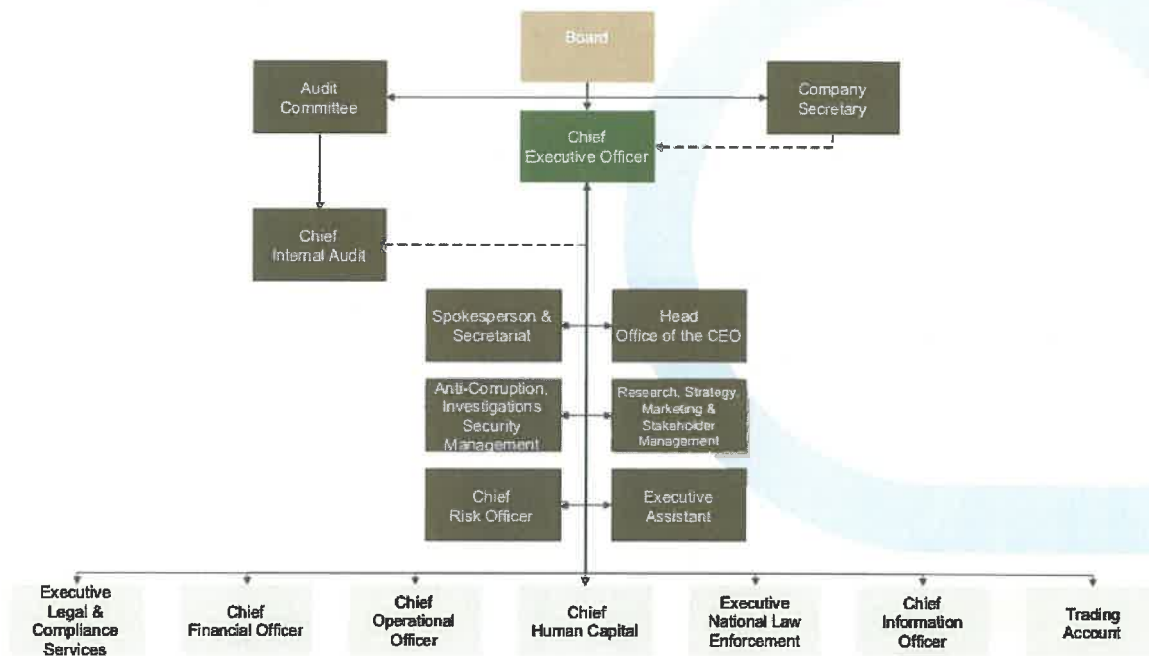 Board
Audit
Committee
Company
Secretary
Chief
Executive Officer
Chief
Internal Audit
Spokesperson &
Secretariat
Head
Office of the CEO
Anti-Corruption,
Investigations
Security
Management
Research, Strategy,
Marketing &
Stakeholder
Management
Chief
Risk Officer
Executive
Assistant
Executive
Legal &
Compliance
Services
Chief
Financial Officer
Chief
Operational
Officer
Chief
Human Capital
Executive
National Law
Enforcement
Chief
Information
Officer
Trading
Account